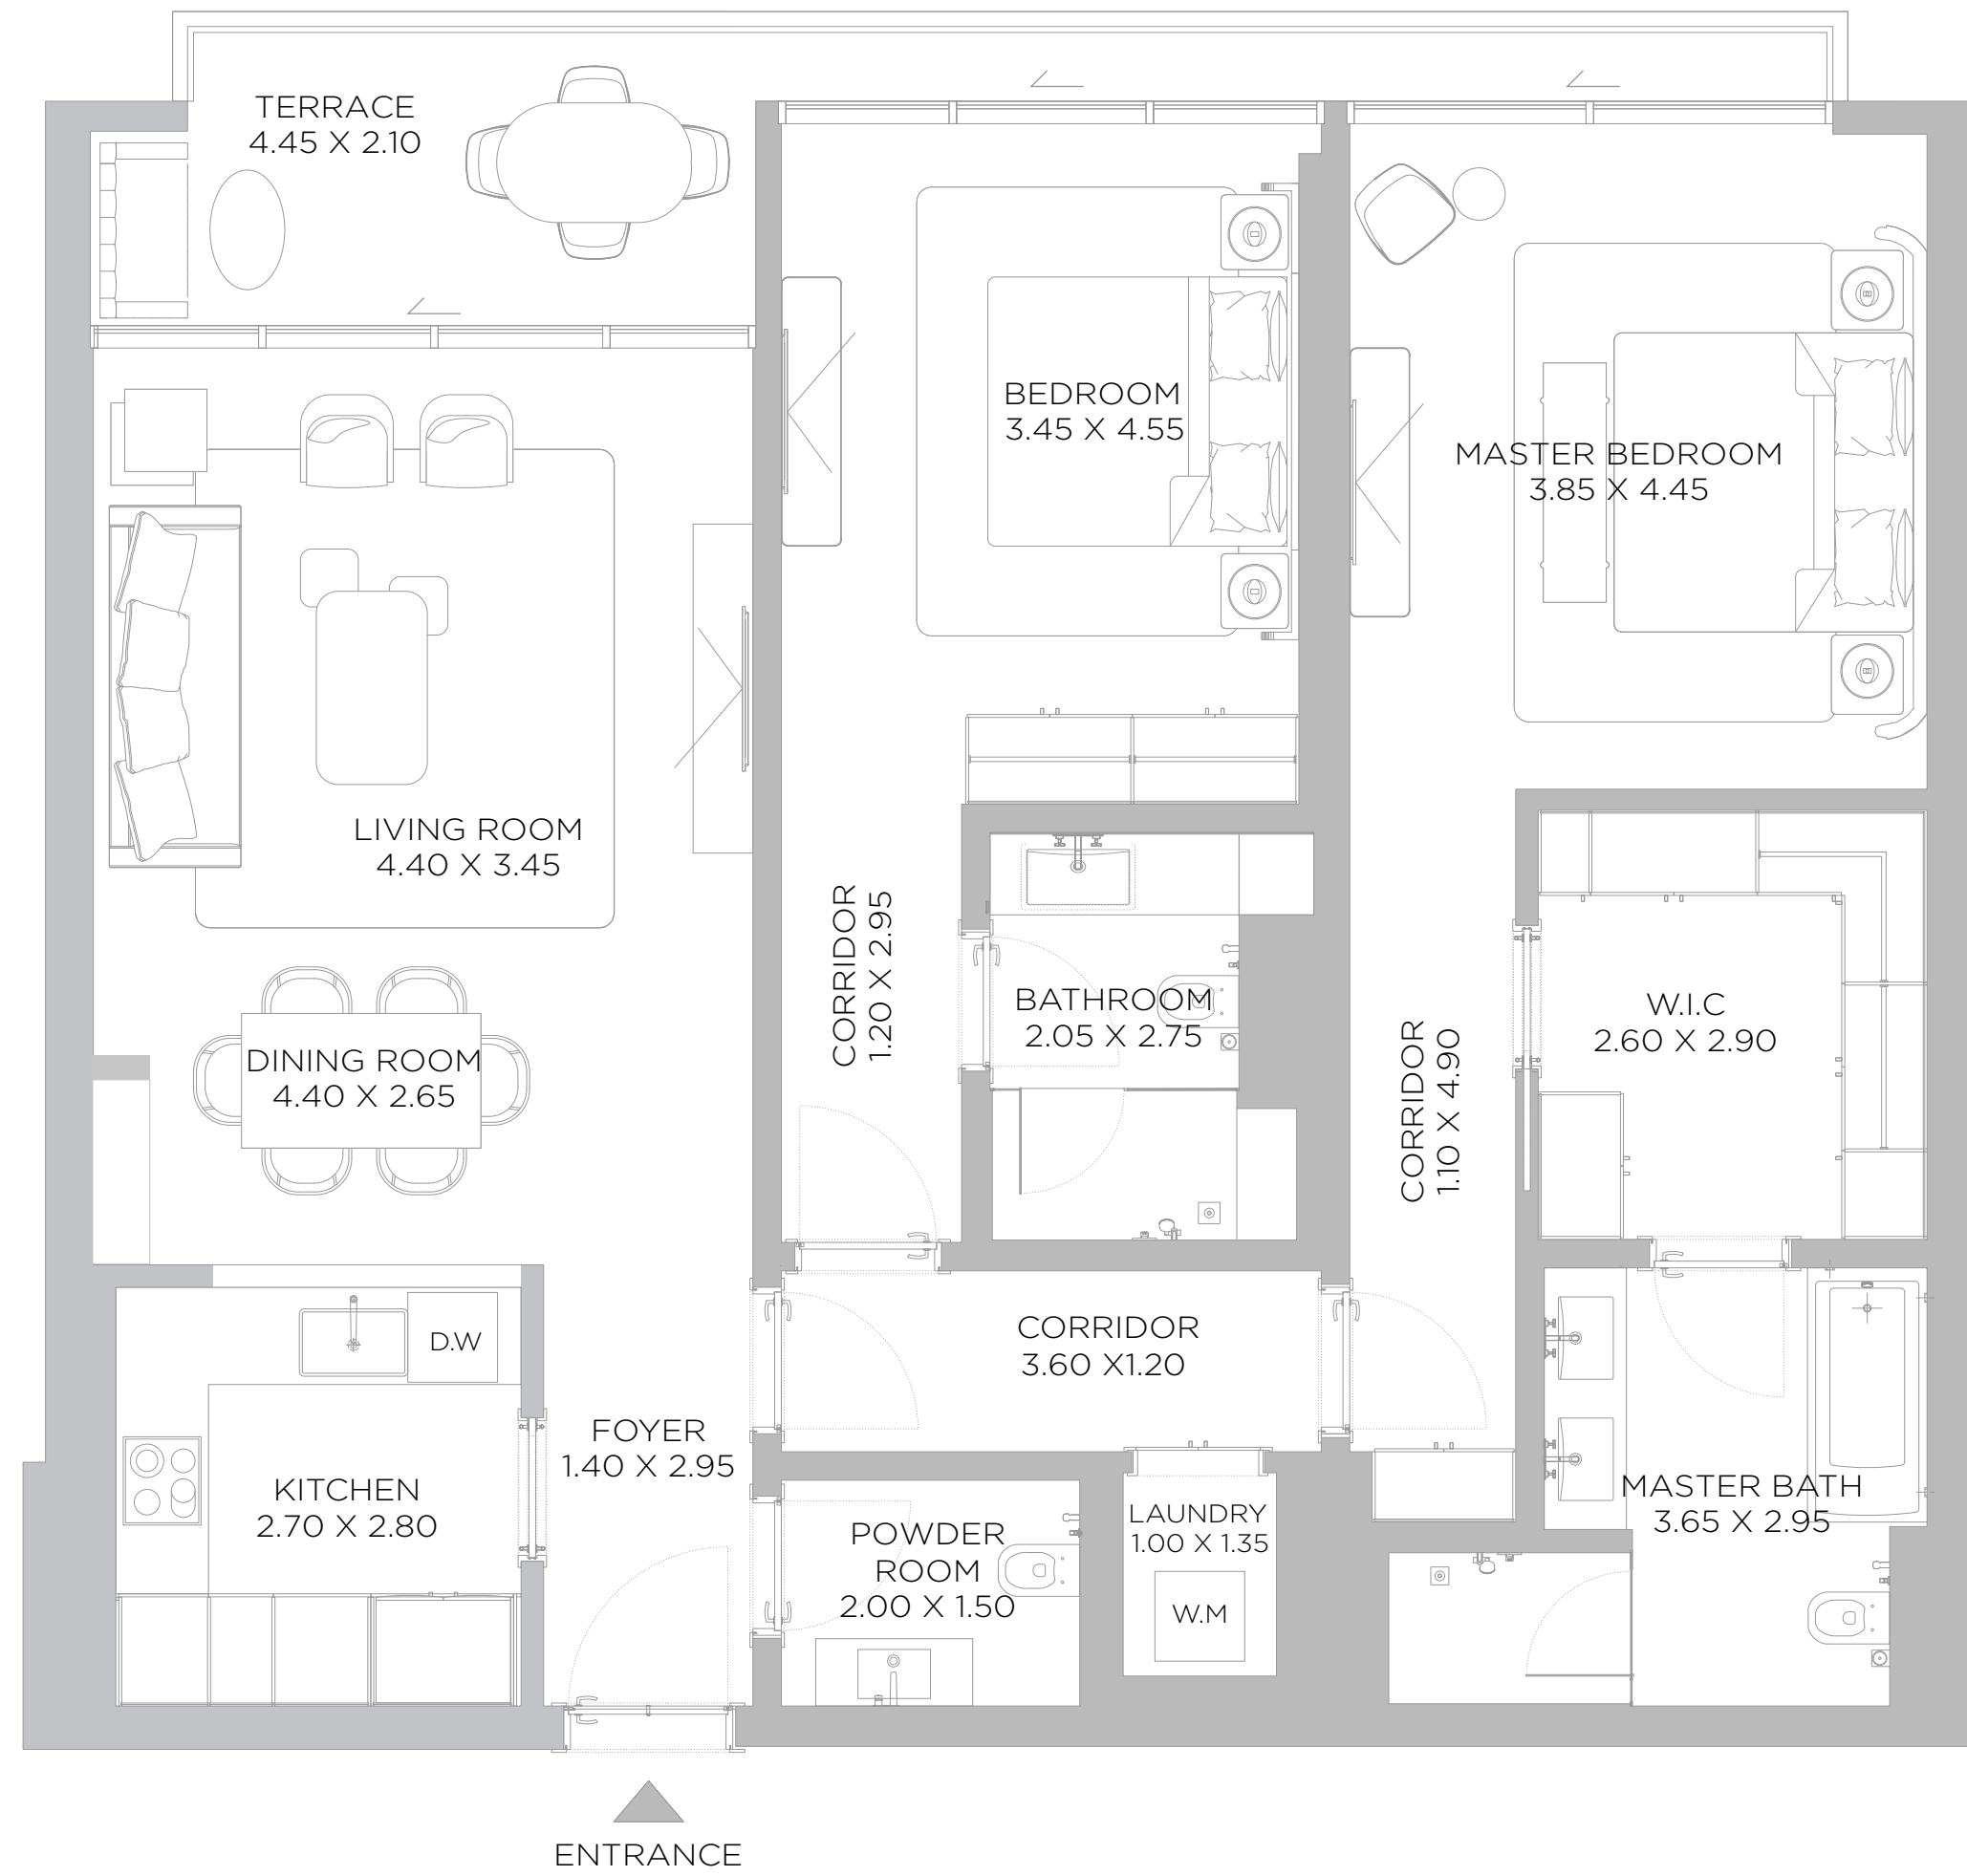 TERRACE
4.45 X 2.10
BEDROOM
3.45 X 4.55
MASTER BEDROOM
3.85 X 4.45
LIVING ROOM
4.40 X 3.45
CORRIDOR
1.20 X 2.95
BATHROOM
2.05 X 2.75
CORRIDOR
1.10 X 4.90
W.I.C
2.60 X 2.90
DINING ROOM
4.40 X 2.65
D.W
CORRIDOR
3.60 X1.20
FOYER
1.40 X 2.95
KITCHEN
2.70 X 2.80
POWDER
ROOM
2.00 X 1.50
LAUNDRY
1.00 X 1.35
W.M
MASTER BATH
3.65 X 2.95
ENTRANCE